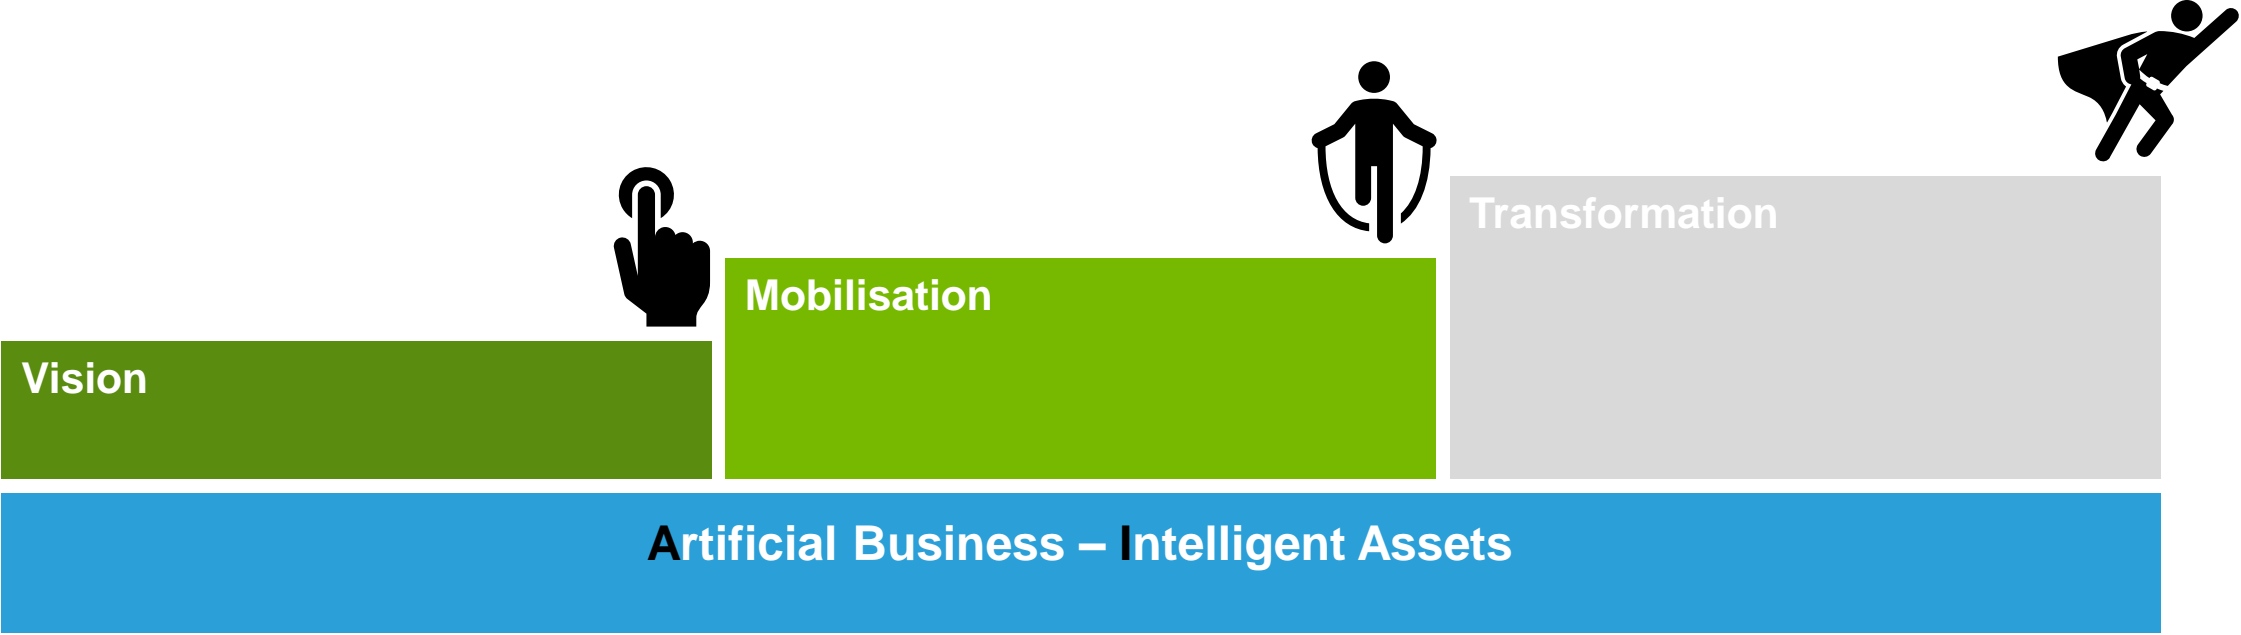 Vision
Mobilisation
Transformation
Artificial Business – Intelligent Assets